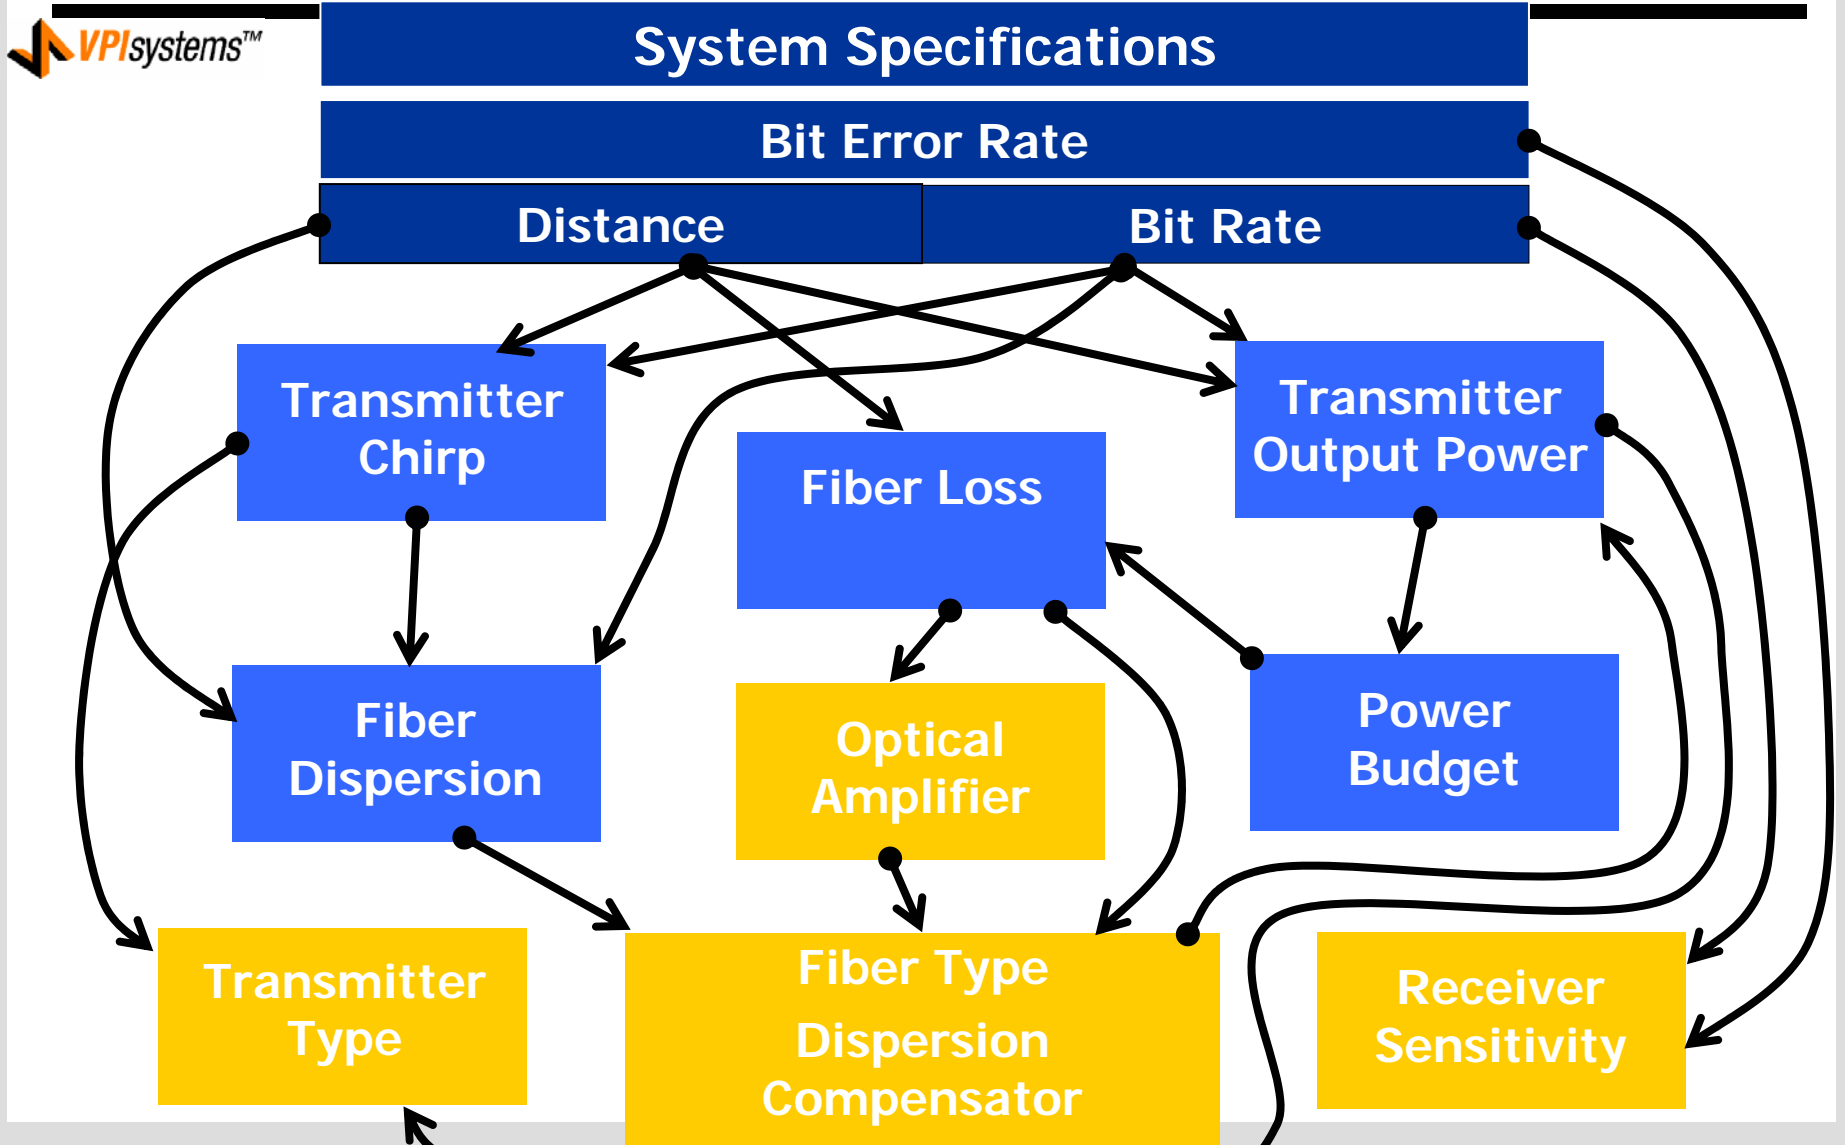 VPIsystems™
System Specifications
Bit Error Rate
Distance
Bit Rate
Transmitter
Chirp
Fiber Loss
Transmitter
Output Power
Fiber
Dispersion
Optical
Amplifier
Power
Budget
Transmitter
Type
Fiber Type
Dispersion
Compensator
Receiver
Sensitivity